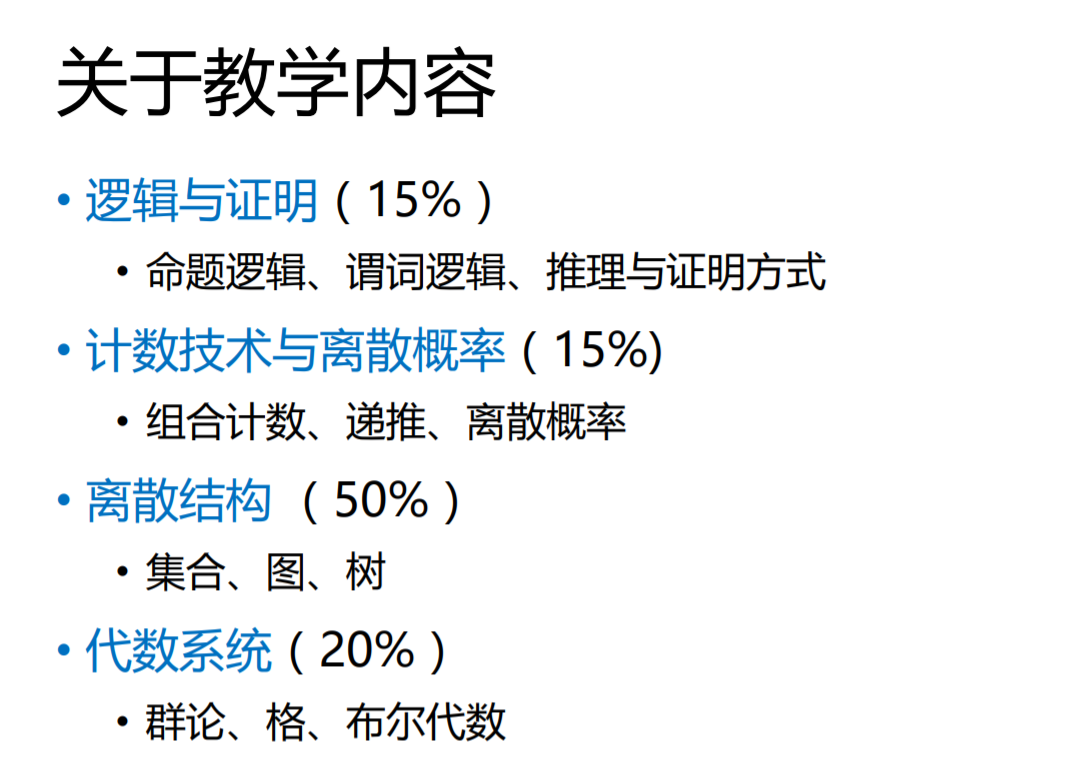 关于教学内容
• 逻辑与证明（15%）
• 命题逻辑、谓词逻辑、推理与证明方式
• 计数技术与离散概率（15%)
• 组合计数、递推、离散概率
• 离散结构 （50%）
• 集合、图、树
• 代数系统（20%）
• 群论、格、布尔代数